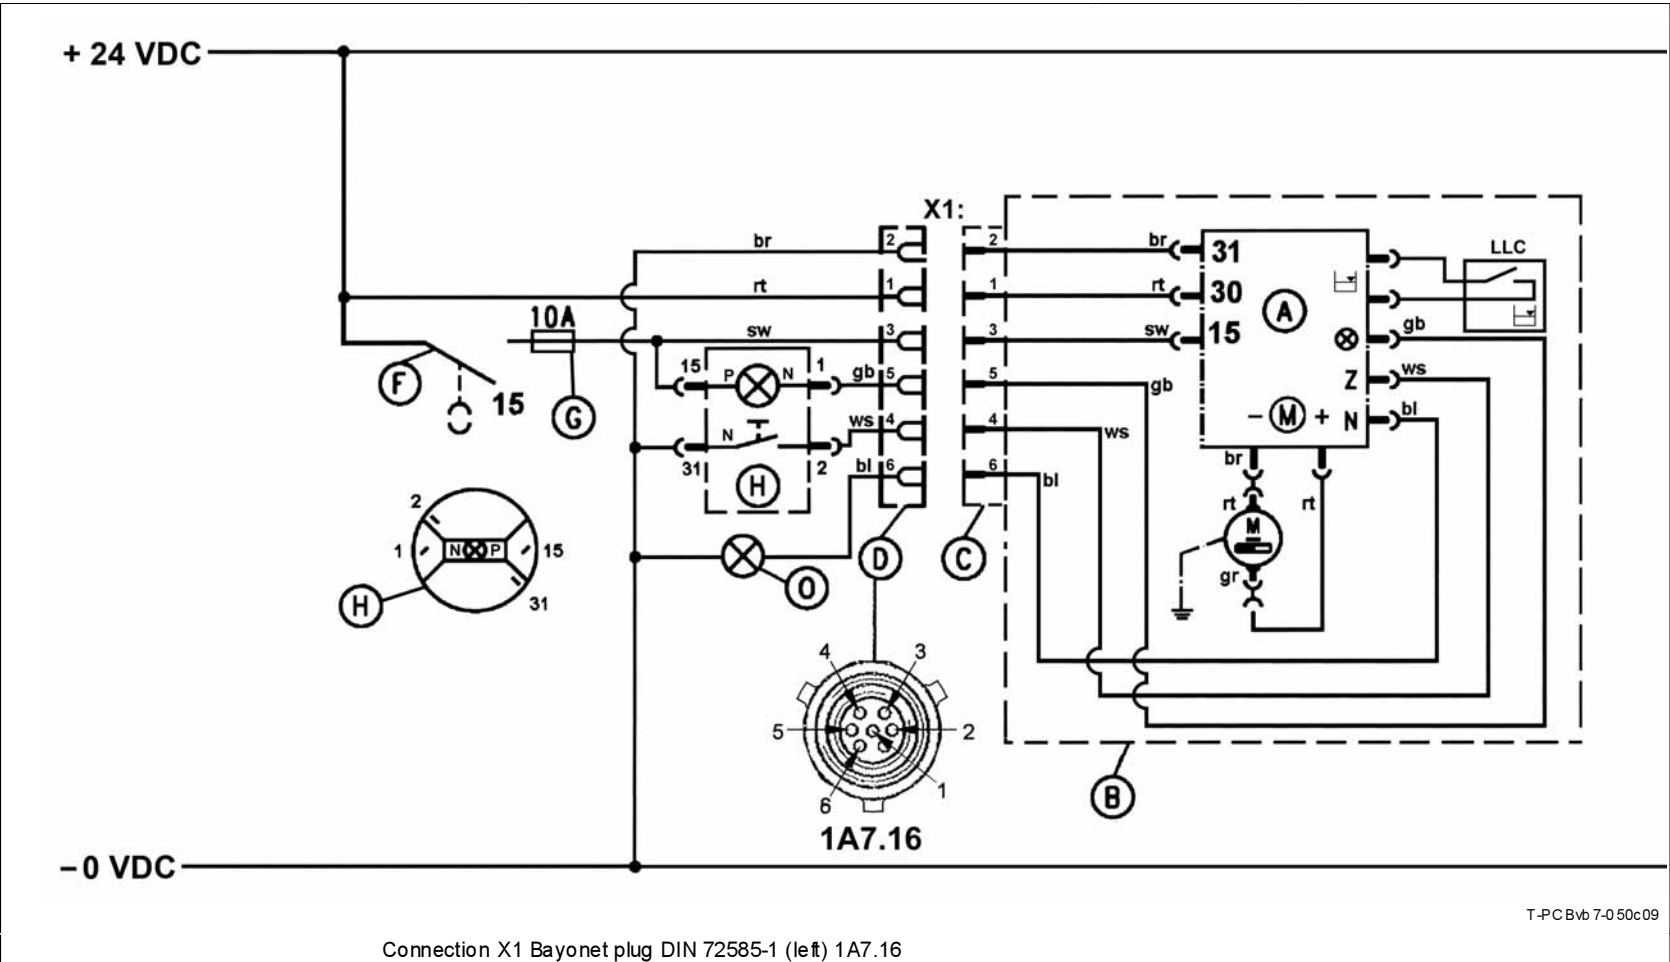 + 24 VDC
X1:
br 2 2 br 31
rt 1 1 rt 30
LLC
A
10A sw 3 3 sw 15
gb
15 P N 1 gb 5 5 gb
Z ws
F 15 G
ws 4 4 ws
− M + N bl
N
31 2 bl 6 6 bl
H
br
rt M rt
2
1 N P 15
31
H
O D C
gr
4 3
5 2
6 1
B
1A7.16
− 0 VDC
T-PCBvb7-050c09
Connection X1 Bayonet plug DIN 72585-1 (left) 1A7.16